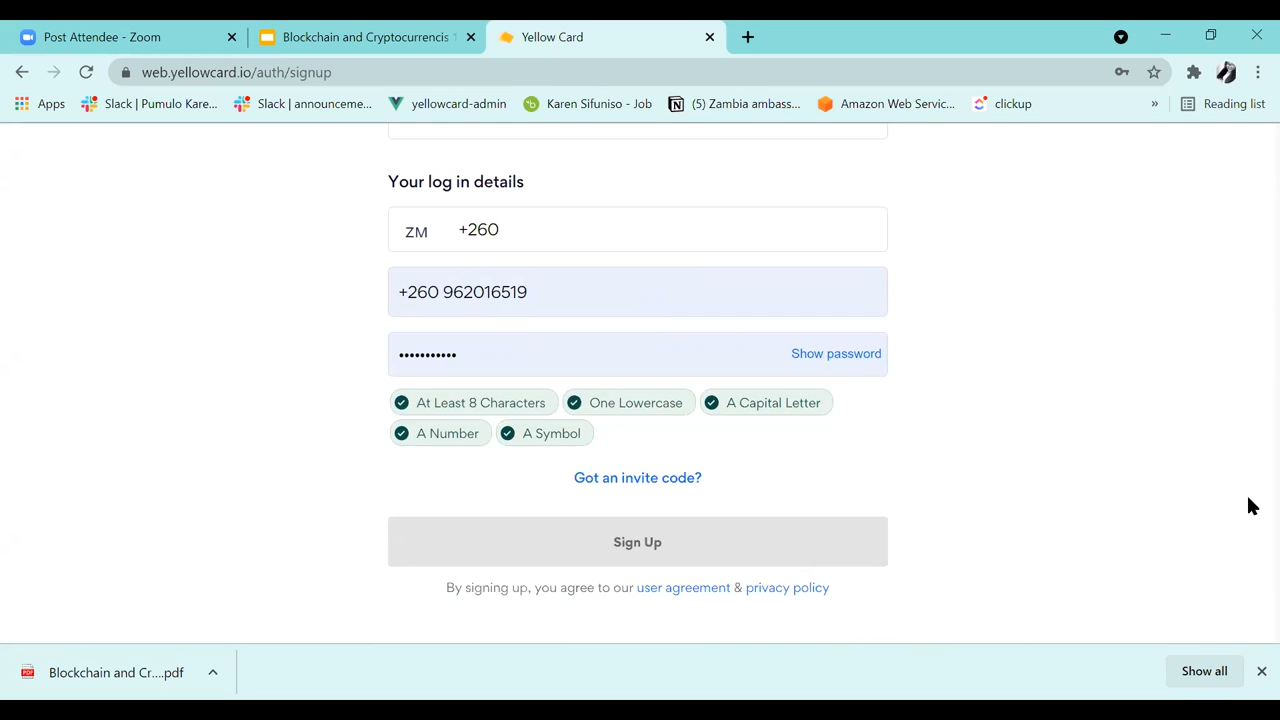 Post Attendee - Zoom
Blockchain and Cryptocurrencis 1
Yellow Card
web.yellowcard.io/auth/signup
Apps
Slack | Pumulo Kare...
Slack | announceme...
yellowcard-admin
Karen Sifuniso - Job
(5) Zambia ambass...
Amazon Web Servic...
clickup
»
Reading list
Your log in details
ZM +260
+260 962016519
••••••••••• Show password
At Least 8 Characters One Lowercase A Capital Letter
A Number A Symbol
Got an invite code?
Sign Up
By signing up, you agree to our user agreement & privacy policy
Blockchain and Cr....pdf
Show all